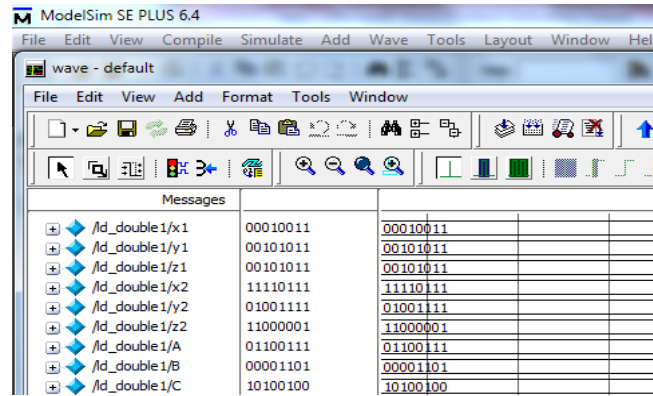 ModelSim SE PLUS 6.4
File Edit View Compile Simulate Add Wave Tools Layout Window Hel
wave - default
File Edit View Add Format Tools Window
Messages
/ld_double1/x1 00010011 00010011
/ld_double1/y1 00101011 00101011
/ld_double1/z1 00101011 00101011
/ld_double1/x2 11110111 11110111
/ld_double1/y2 01001111 01001111
/ld_double1/z2 11000001 11000001
/ld_double1/A 01100111 01100111
/ld_double1/B 00001101 00001101
/ld_double1/C 10100100 10100100